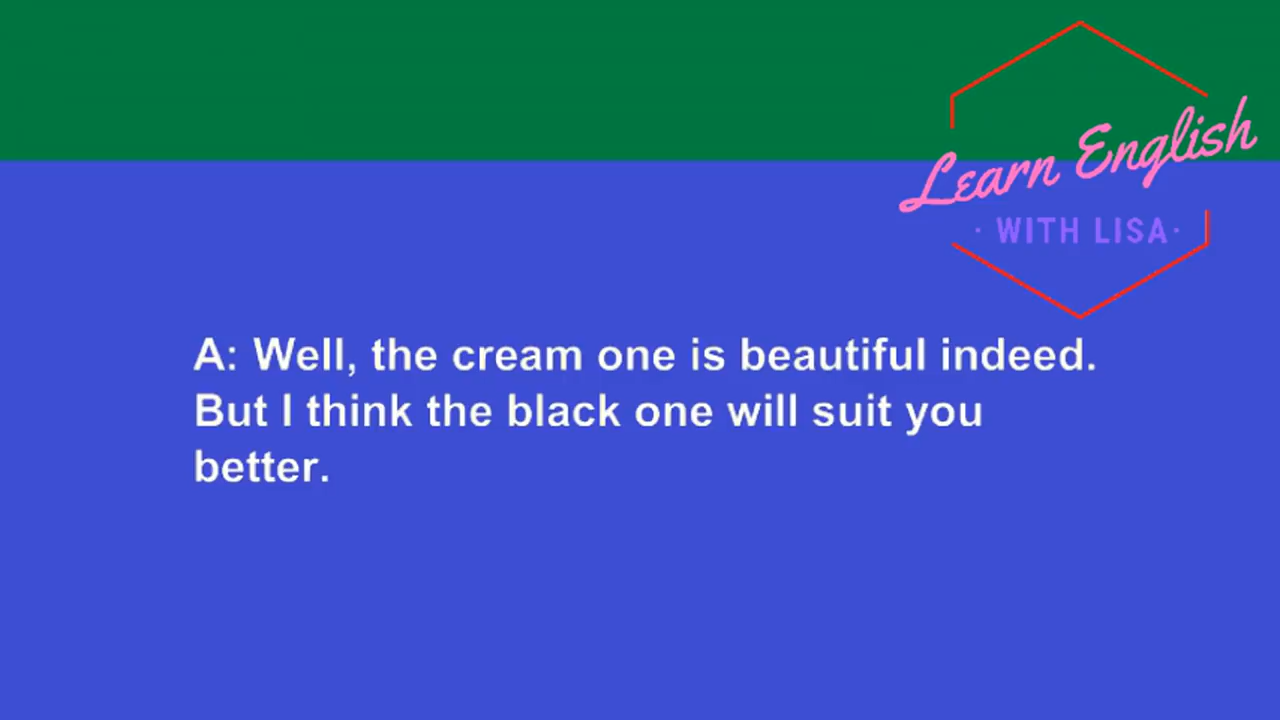 Learn English
· WITH LISA·
A: Well, the cream one is beautiful indeed.
But I think the black one will suit you
better.